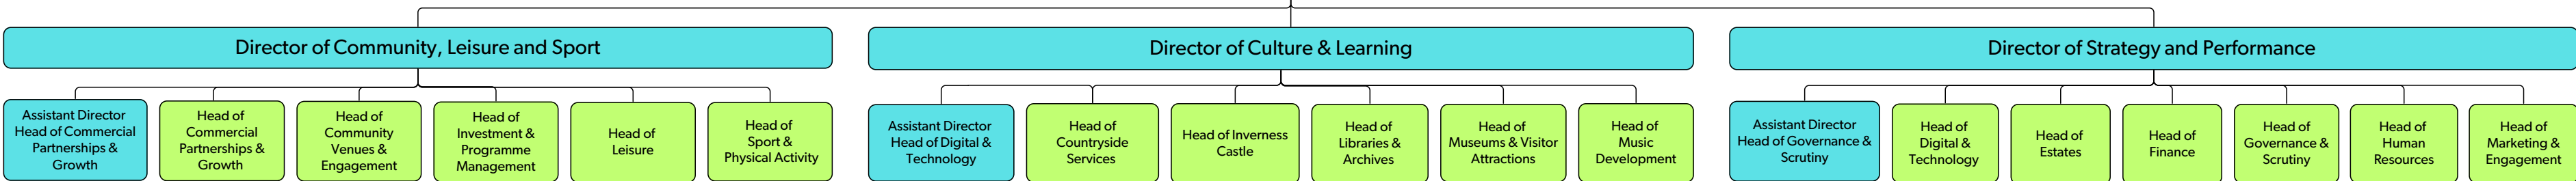 Director of Community, Leisure and Sport
Director of Culture & Learning
Director of Strategy and Performance
Assistant Director
Head of Commercial
Partnerships &
Growth
Head of
Commercial
Partnerships &
Growth
Head of
Community
Venues &
Engagement
Head of
Investment &
Programme
Management
Head of
Leisure
Head of
Sport &
Physical Activity
Assistant Director
Head of Digital &
Technology
Head of
Countryside
Services
Head of Inverness
Castle
Head of
Libraries &
Archives
Head of
Museums & Visitor
Attractions
Head of
Music
Development
Assistant Director
Head of Governance &
Scrutiny
Head of
Digital &
Technology
Head of
Estates
Head of
Finance
Head of
Governance &
Scrutiny
Head of
Human
Resources
Head of
Marketing &
Engagement